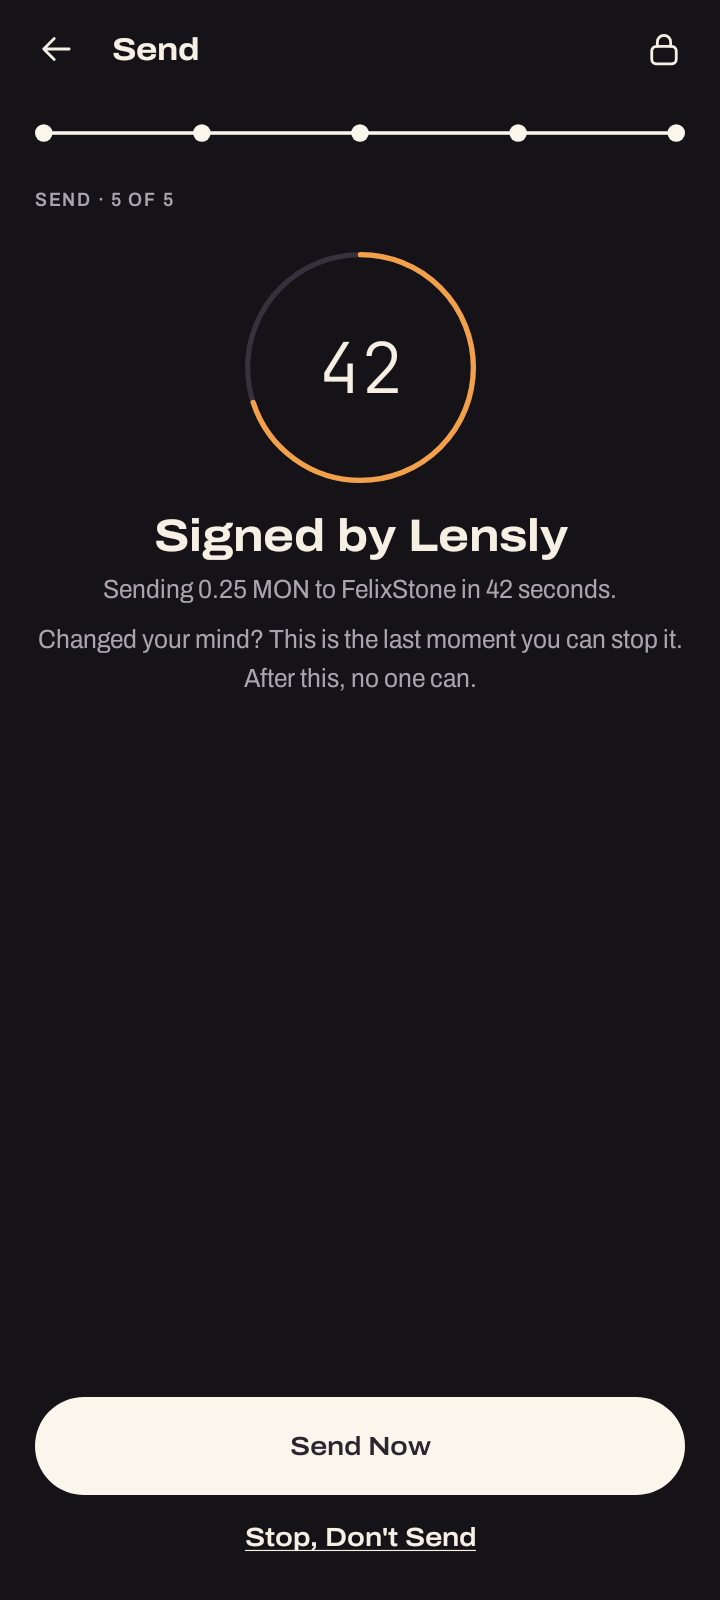 Send
SEND · 5 OF 5
42
Signed by Lensly
Sending 0.25 MON to FelixStone in 42 seconds.
Changed your mind? This is the last moment you can stop it.
After this, no one can.
Send Now
Stop, Don't Send